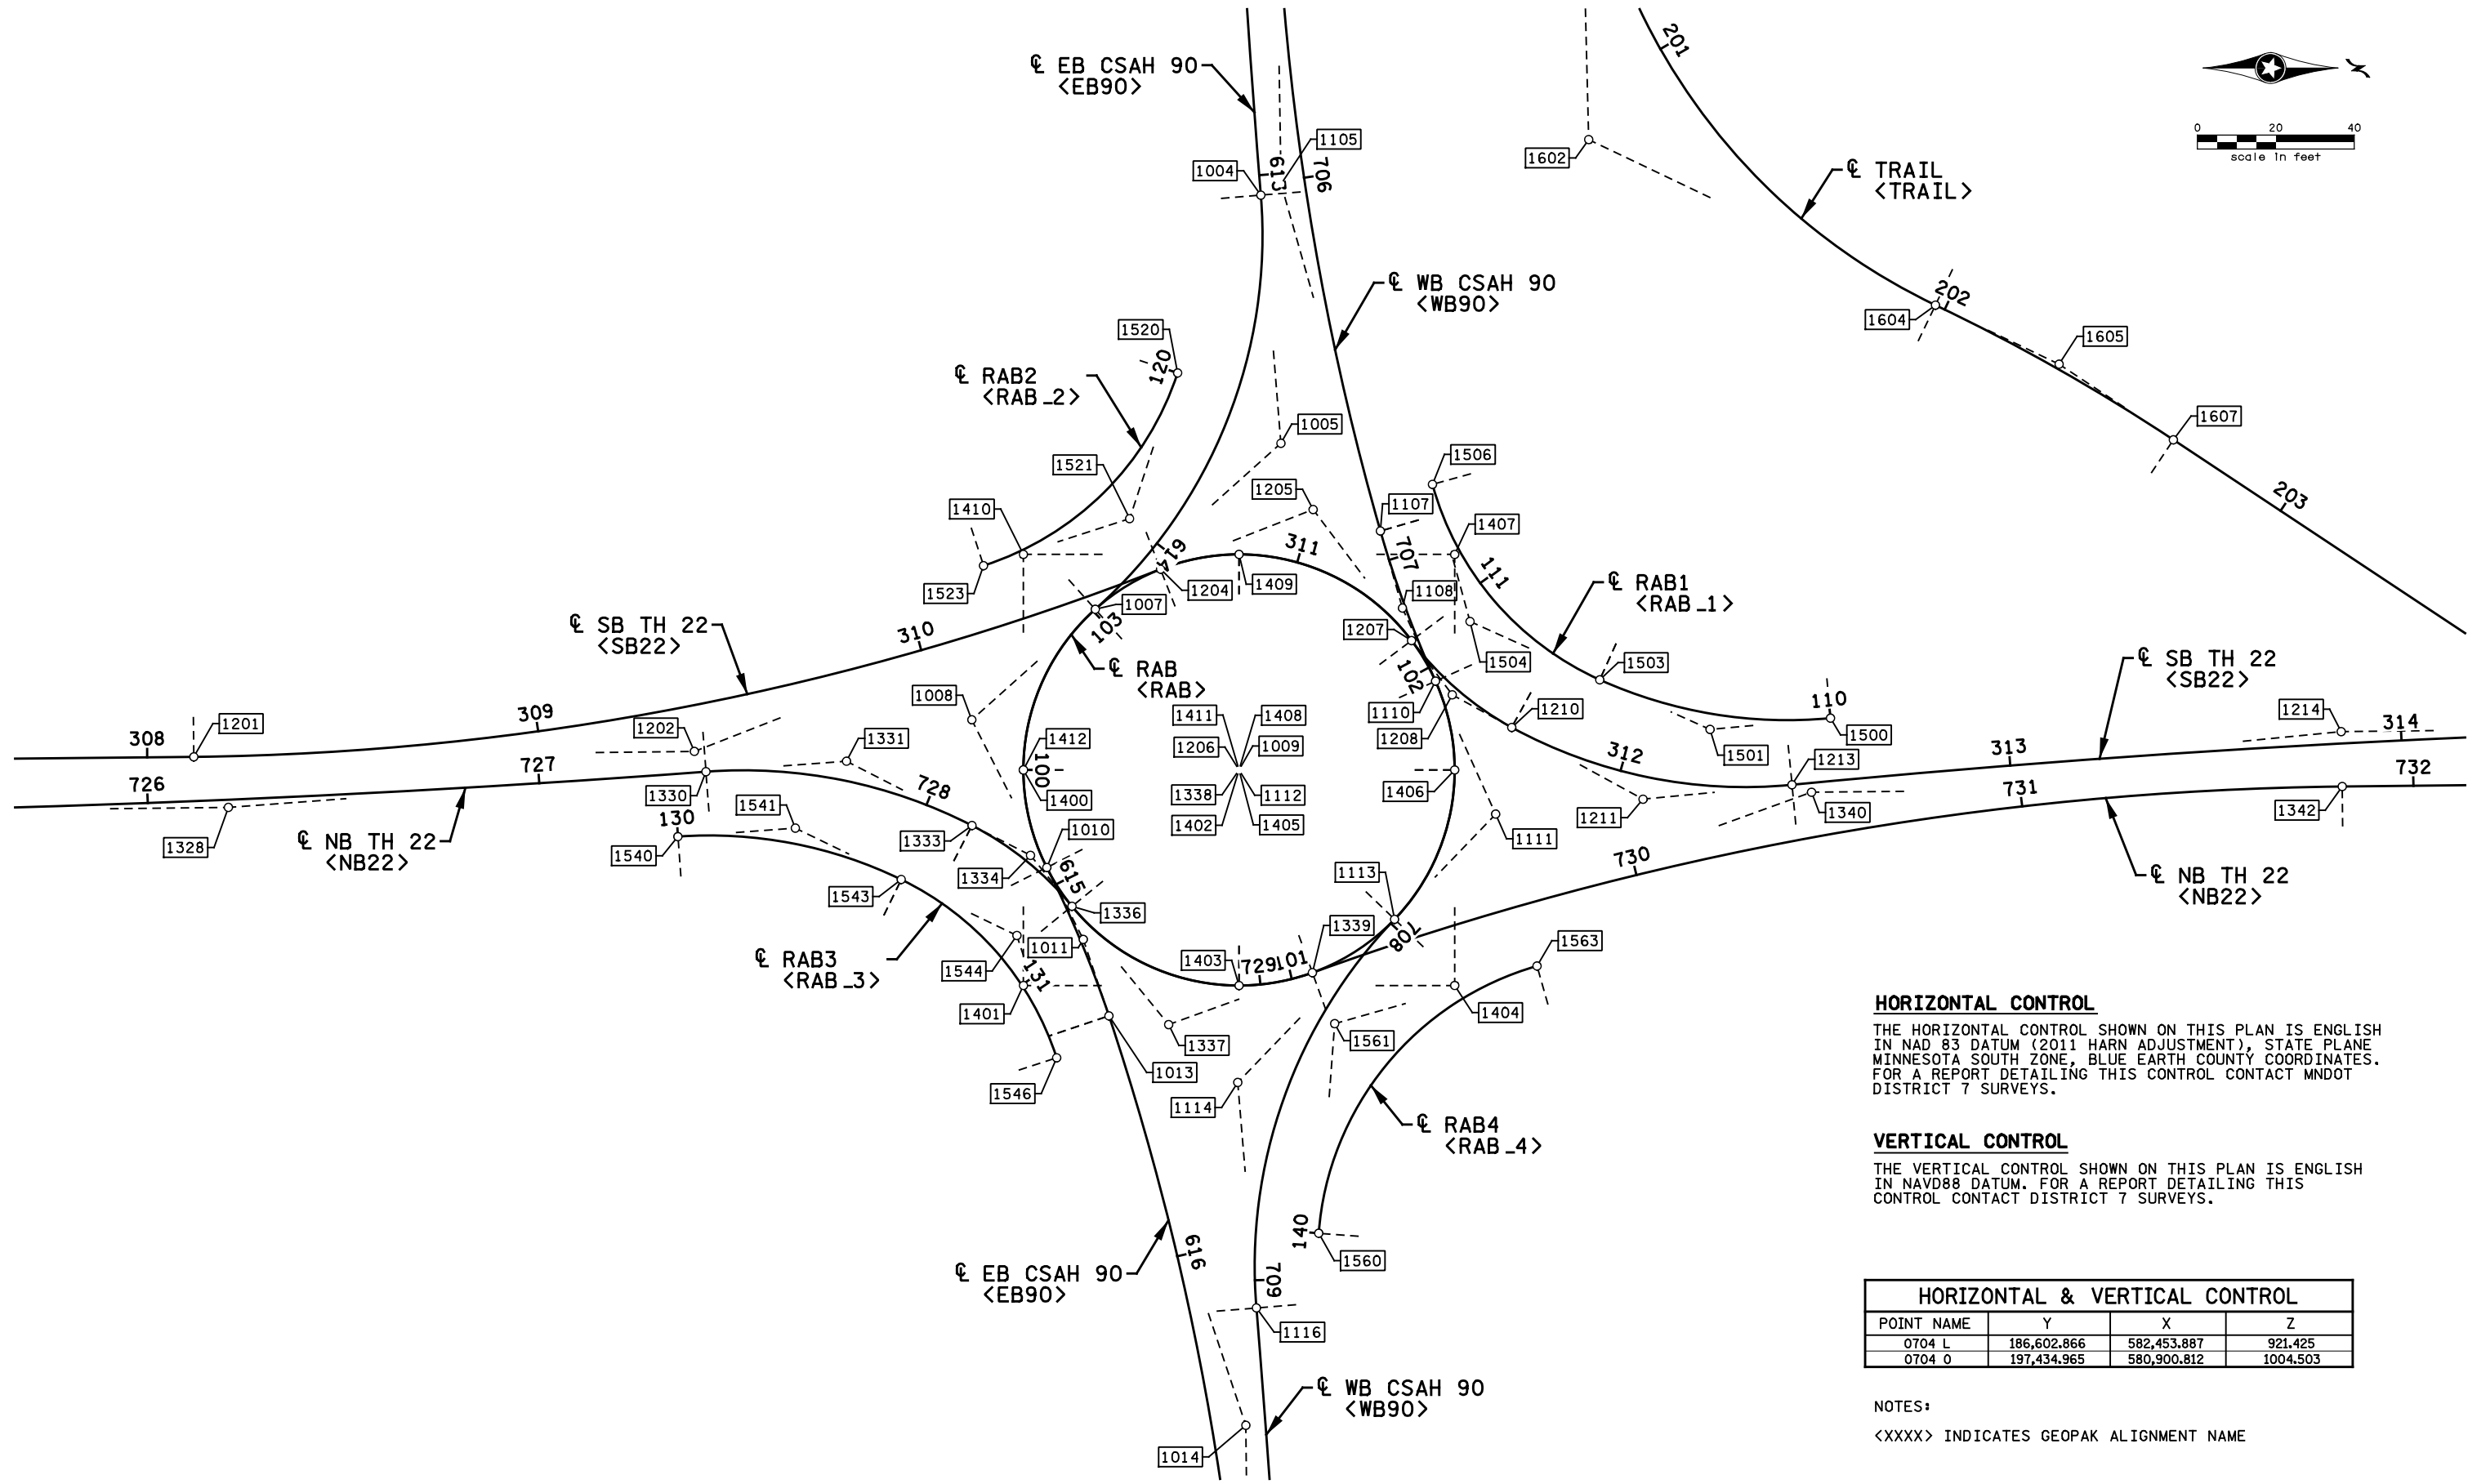 201
℄ EB CSAH 90
<EB90>
N
0 20 40
scale in feet
1105
1602
1004
613
706
℄ TRAIL
<TRAIL>
℄ WB CSAH 90
<WB90>
202
1604
1605
1520
120
℄ RAB2
<RAB_2>
1607
1005
1506
1521
1205
203
1410
1107
1407
311
614
707
111
1523
1204
1409
1108
℄ RAB1
<RAB_1>
1007
103
℄ SB TH 22
<SB22>
310
1207
1504
1503
102
℄ RAB
<RAB>
1008
110
℄ SB TH 22
<SB22>
1411 1408
1206 1009
1110
1210
1214
314
309
1201
1202
308
1331
1412
1208
1501
1500
312
313
1213
727
726
1330
728
100
1400
1338 1112
1402 1405
1406
1211
1340
731
732
1342
1541
1328
℄ NB TH 22
<NB22>
130
1540
1333
1010
1111
1334
615
730
1113
℄ NB TH 22
<NB22>
1543
1336
1339
1011
708
1563
℄ RAB3
<RAB_3>
1403
729
101
1544
131
1401
1404
1337
1561
1013
1546
1114
℄ RAB4
<RAB_4>
HORIZONTAL CONTROL
THE HORIZONTAL CONTROL SHOWN ON THIS PLAN IS ENGLISH
IN NAD 83 DATUM (2011 HARN ADJUSTMENT), STATE PLANE
MINNESOTA SOUTH ZONE, BLUE EARTH COUNTY COORDINATES.
FOR A REPORT DETAILING THIS CONTROL CONTACT MNDOT
DISTRICT 7 SURVEYS.
VERTICAL CONTROL
THE VERTICAL CONTROL SHOWN ON THIS PLAN IS ENGLISH
IN NAVD88 DATUM. FOR A REPORT DETAILING THIS
CONTROL CONTACT DISTRICT 7 SURVEYS.
140
616
1560
℄ EB CSAH 90
<EB90>
709
1116
℄ WB CSAH 90
<WB90>
1014
HORIZONTAL & VERTICAL CONTROL
POINT NAME Y X Z
0704 L 186,602.866 582,453.887 921.425
0704 O 197,434.965 580,900.812 1004.503
NOTES:
<XXXX> INDICATES GEOPAK ALIGNMENT NAME